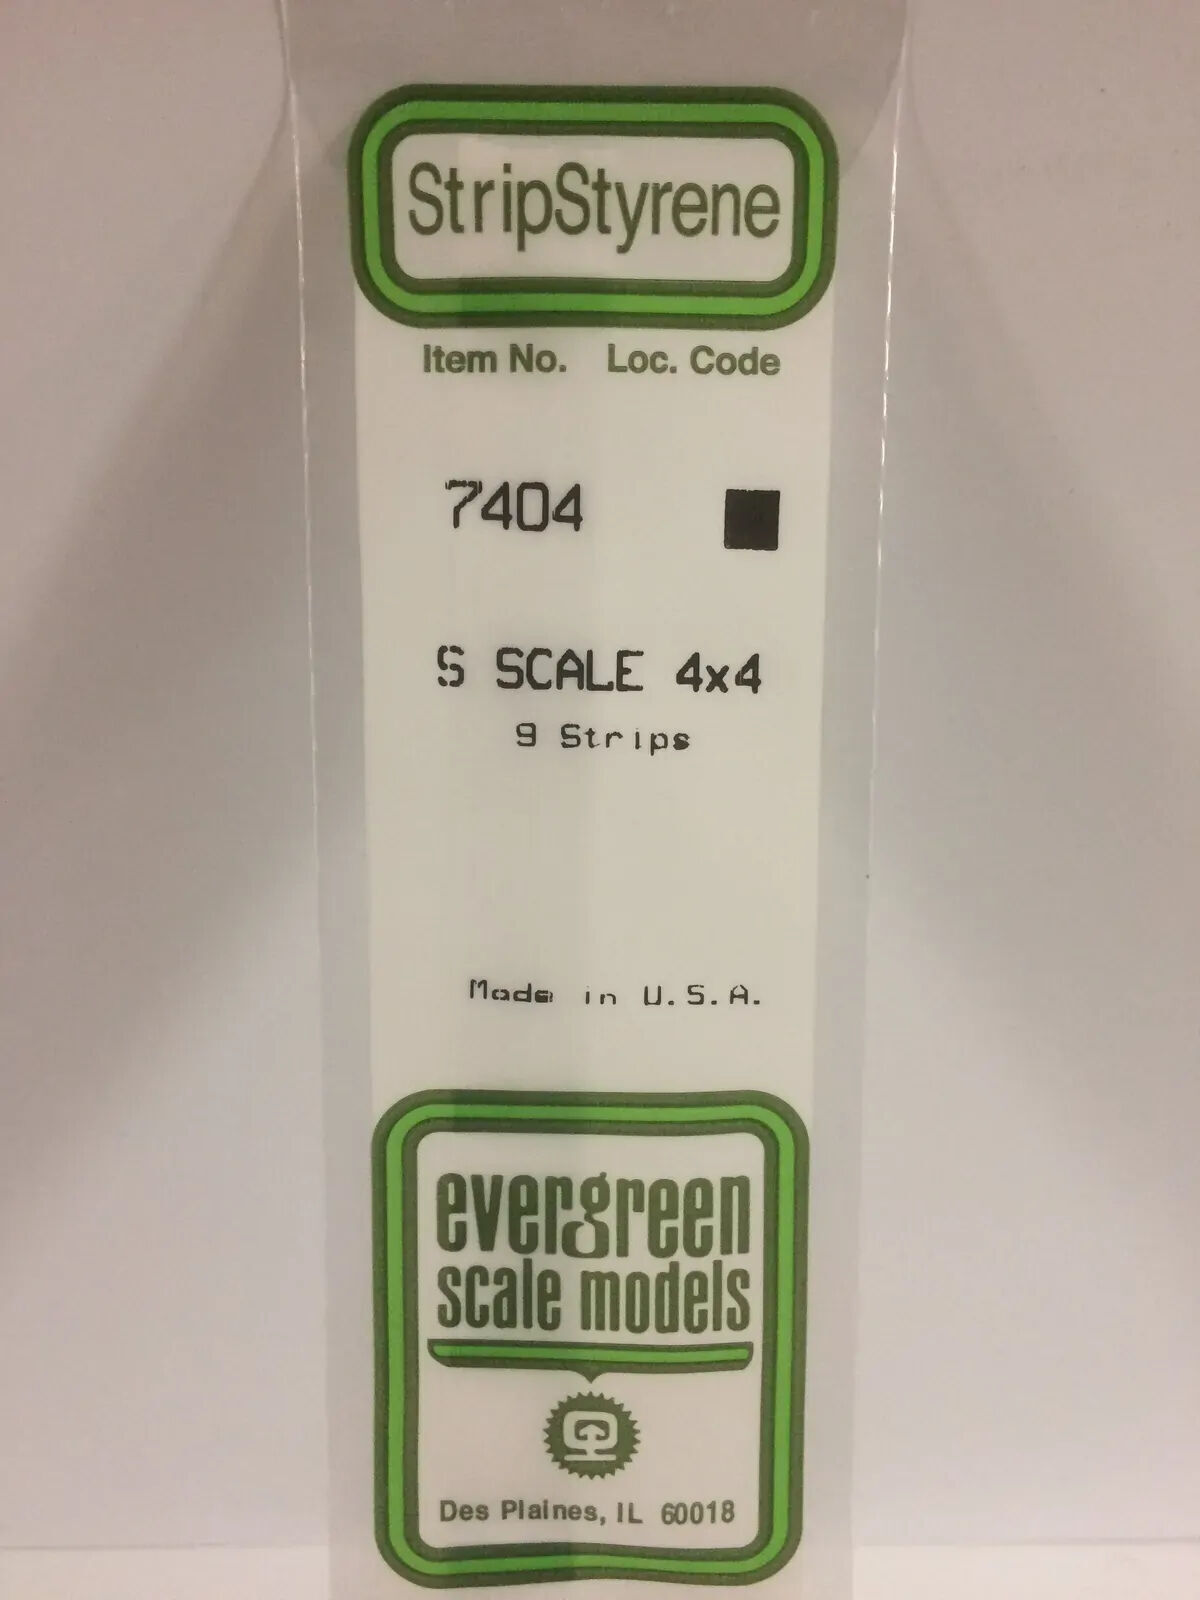 StripStyrene
Item No. Loc. Code
7404
S SCALE 4x4
9 Strips
Made in U.S.A.
evergreen
scale models
Des Plaines, IL 60018